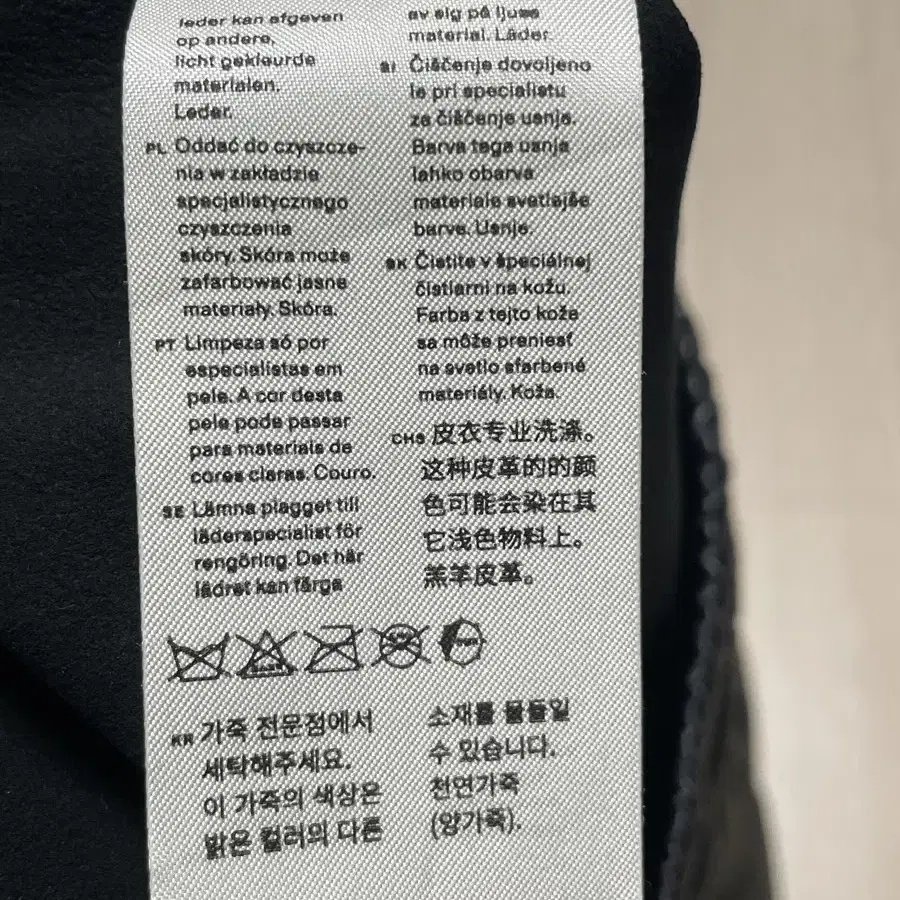 leder kan afgeven
op andere,
licht gekleurde
materialen.
Leder.
PL Oddać do czyszcze-
nia w zakładzie
specjalistycznego
czyszczenia
skóry. Skóra może
zafarbować jasne
materiały. Skóra.
PT Limpeza só por
especialistas em
pele. A cor desta
pele pode passar
para materiais de
cores claras. Couro.
SE Lämna plagget till
läderspecialist för
rengöring. Det här
lädret kan färga
av sig på ljusa
material. Läder
SI Čiščenje dovoljeno
le pri specialistu
za čiščenje usnja.
Barva tega usnja
lahko obarva
materiale svetlejše
barve. Usnje.
SK Čistite v špeciálnej
čistiarni na kožu.
Farba z tejto kože
sa môže preniesť
na svetlo sfarbené
materiály. Koža.
CHS 皮衣专业洗涤。
这种皮革的的颜
色可能会染在其
它浅色物料上。
羔羊皮革。
KR 가죽 전문점에서
세탁해주세요.
이 가죽의 색상은
밝은 컬러의 다른
소재를 물들일
수 있습니다.
천연가죽
(양가죽).